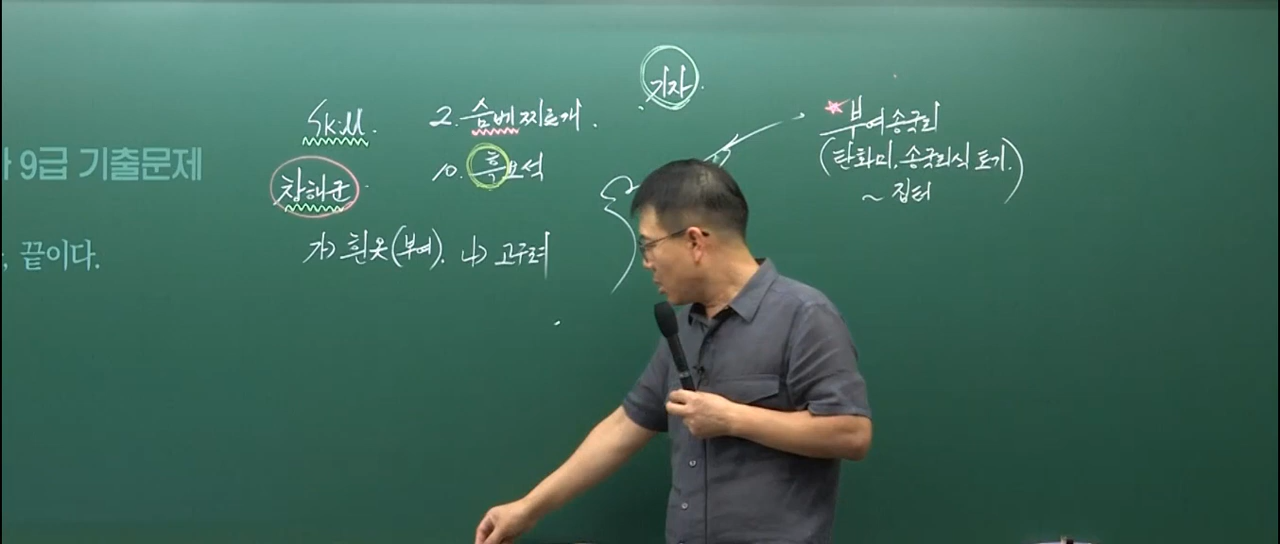 기자
Skill.
2. 슴베찌르개.
★ 부여송국리
9급 기출문제
(탄화미, 송국리식 토기.)
~ 집터
10. 흑요석
창해군
가) 흰옷(부여). 나) 고구려
, 끝이다.